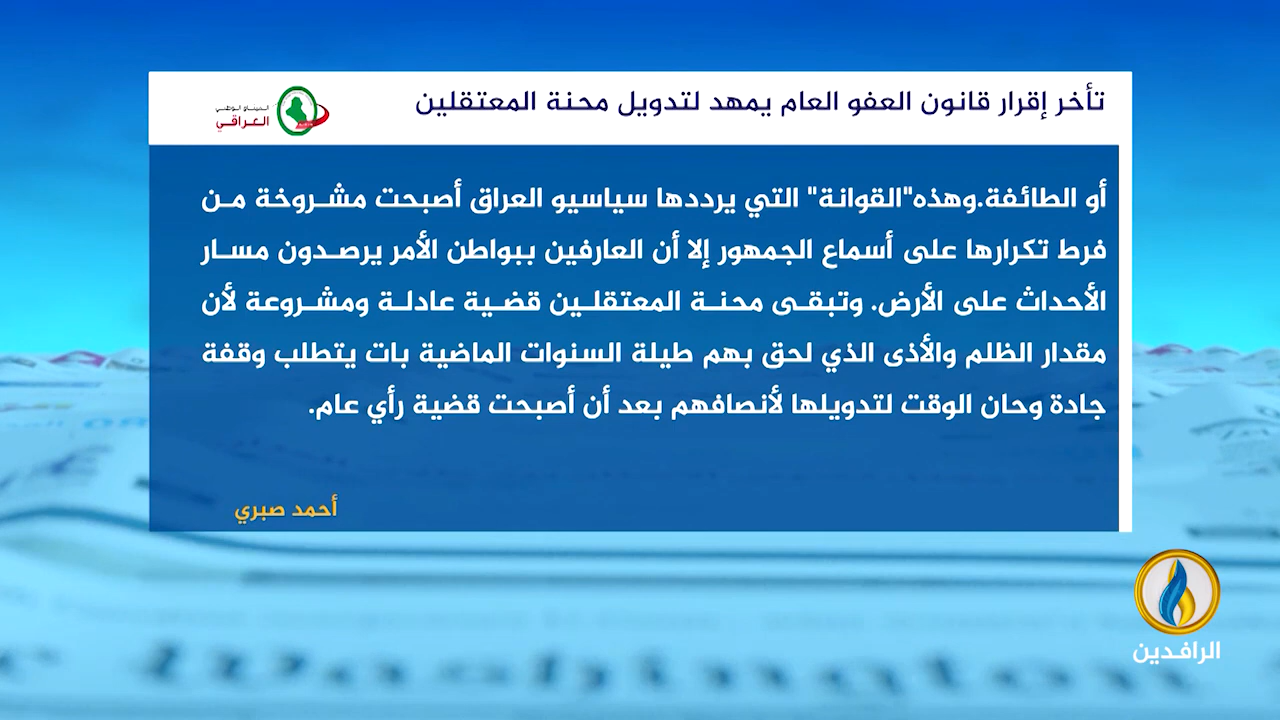 تأخر إقرار قانون العفو العام يمهد لتدويل محنة المعتقلين
الميثاق الوطني
العراقي
أو الطائفة.وهذه"القوانة" التي يرددها سياسيو العراق أصبحت مشروخة من
فرط تكرارها على أسماع الجمهور إلا أن العارفين ببواطن الأمر يرصدون مسار
الأحداث على الأرض. وتبقى محنة المعتقلين قضية عادلة ومشروعة لأن
مقدار الظلم والأذى الذي لحق بهم طيلة السنوات الماضية بات يتطلب وقفة
جادة وحان الوقت لتدويلها لأنصافهم بعد أن أصبحت قضية رأي عام.
أحمد صبري
الرافدين
Washington